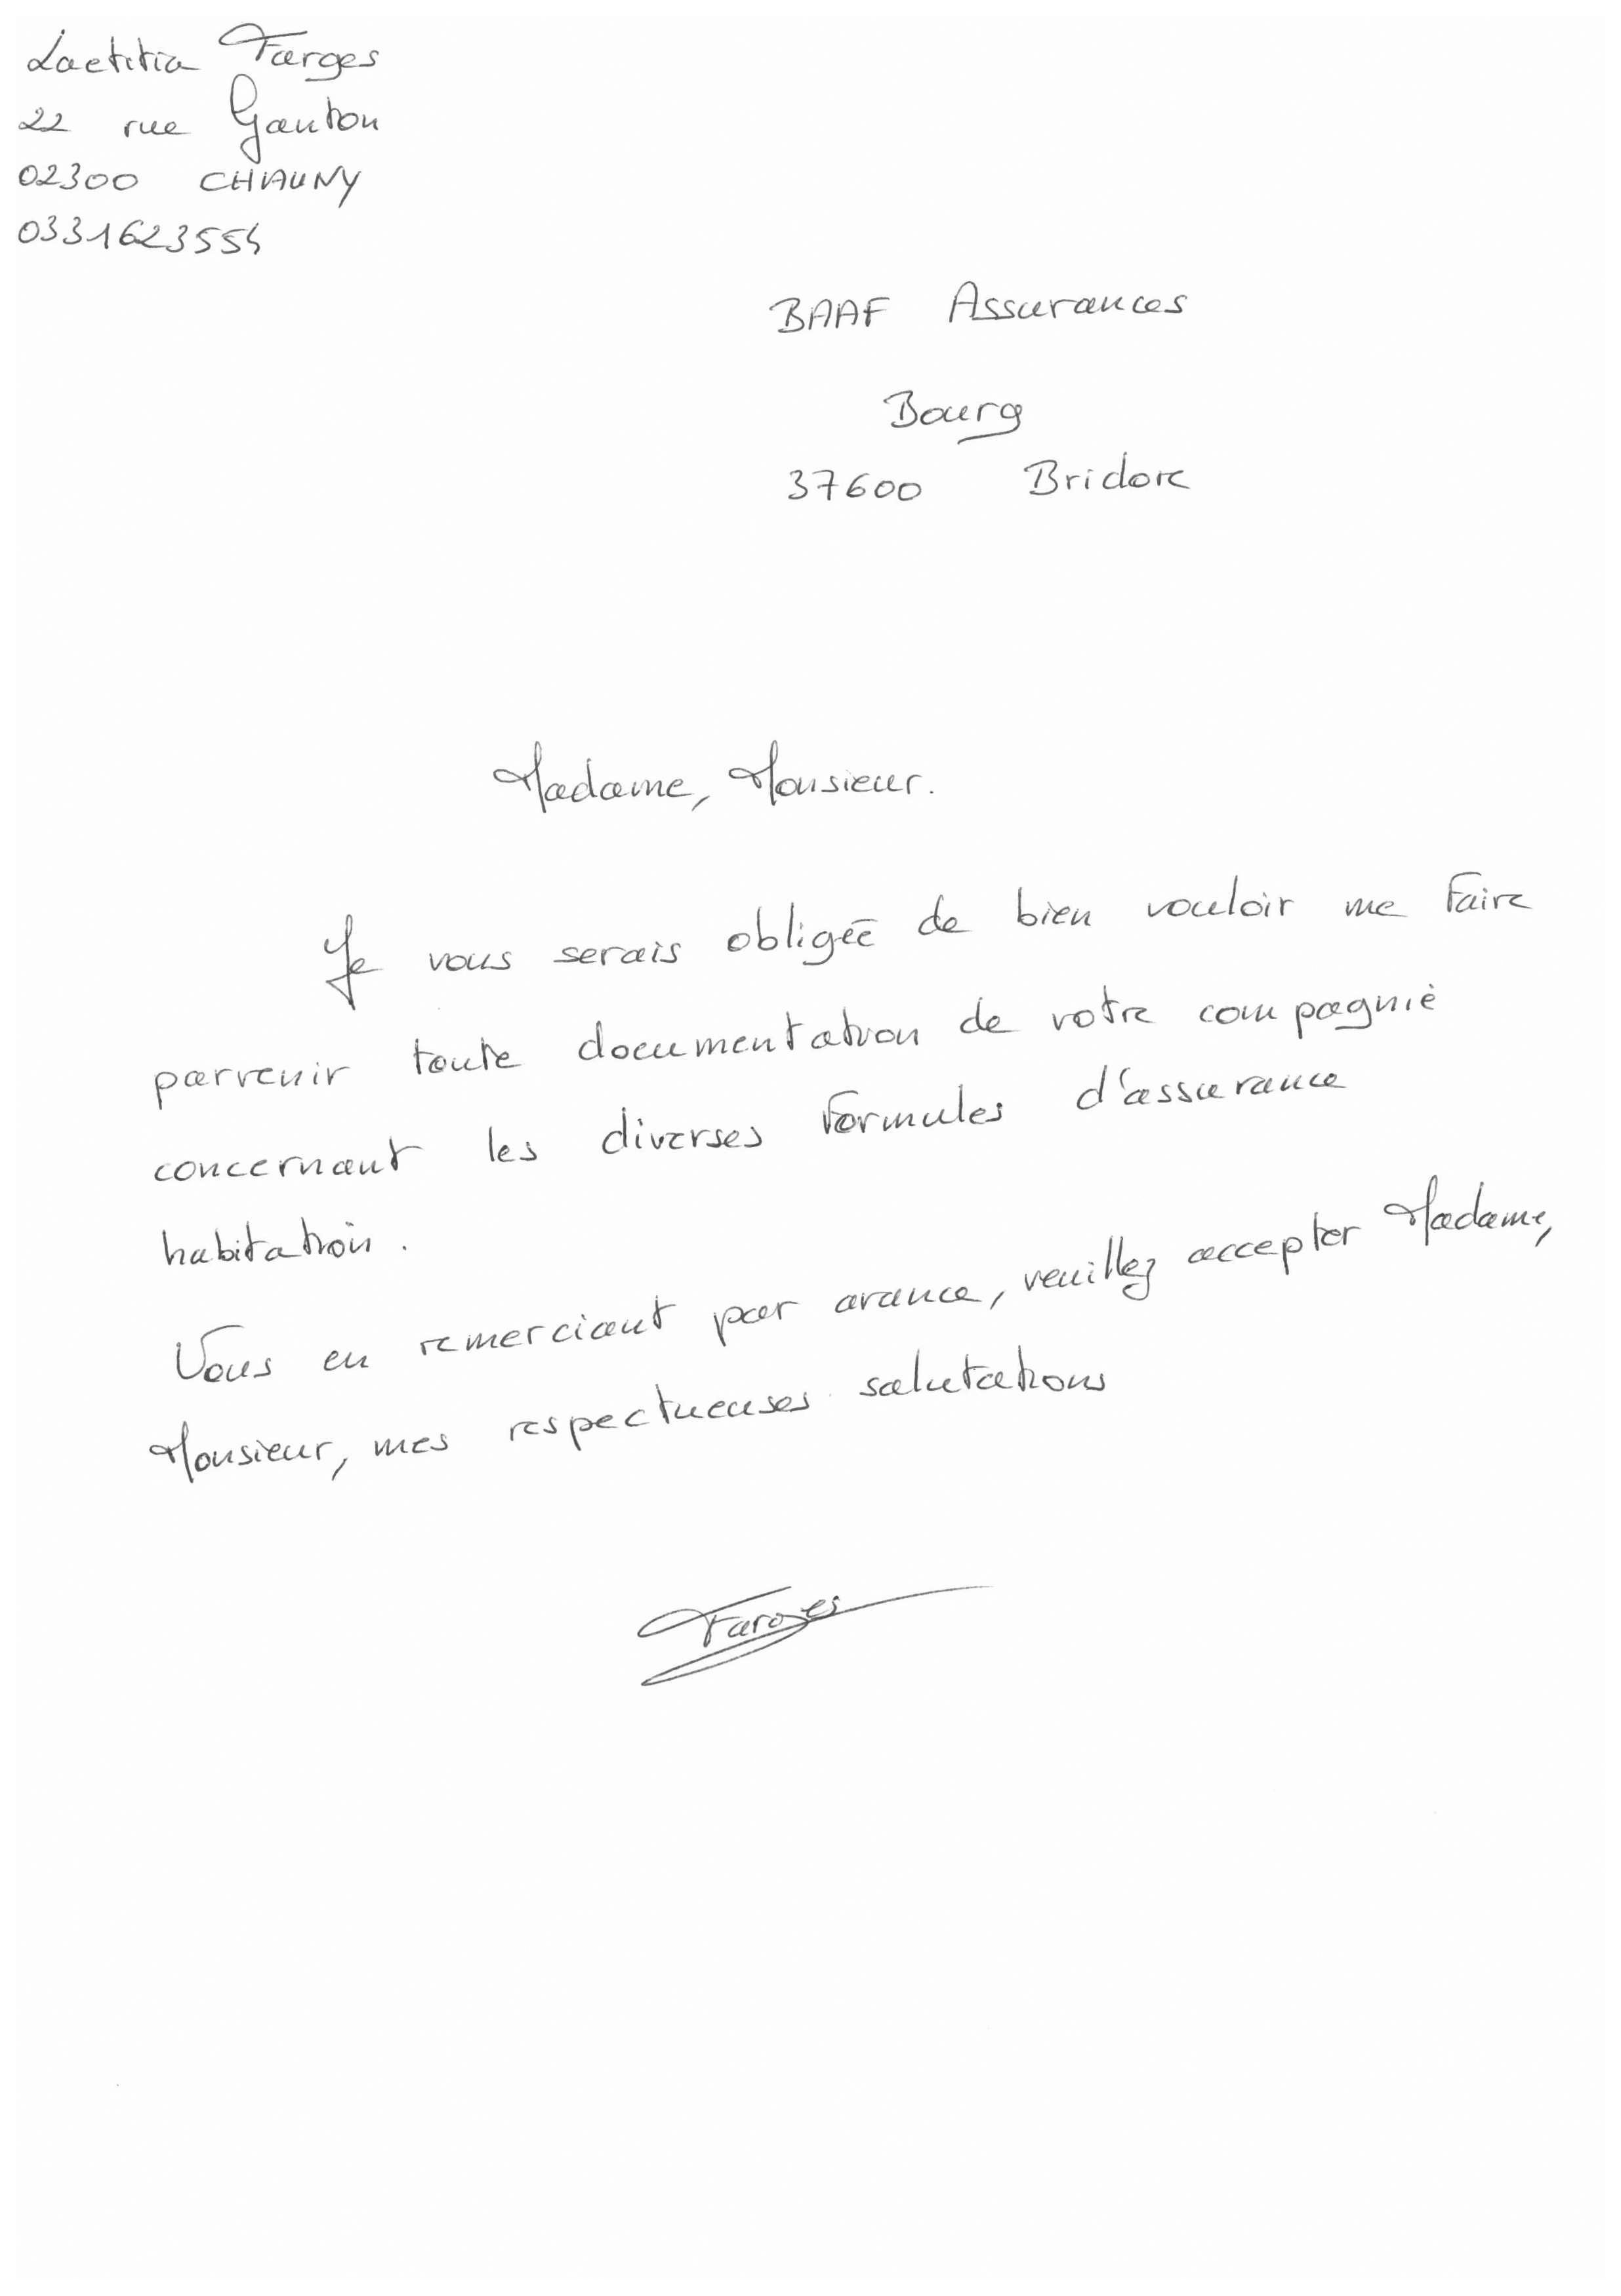 Laetitia Farges
22 rue Gauton
02300 CHAUNY
0331623554
BAAF Assurances
Bourg
37600 Bridore
Madame, Monsieur.
Je vous serais obligée de bien vouloir me faire
parvenir toute documentation de votre compagnie
concernant les diverses formules d'assurance
habitation.
Vous en remerciant par avance, veuillez accepter Madame,
Monsieur, mes respectueuses salutations
Farges